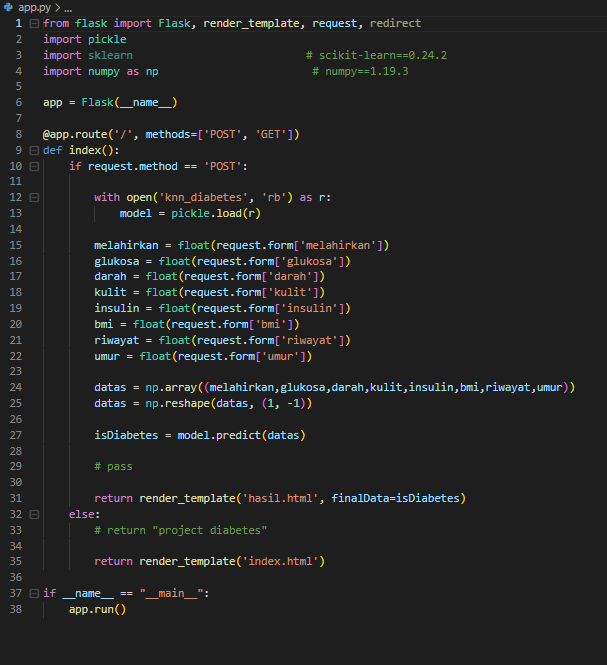 app.py > ...
1 from flask import Flask, render_template, request, redirect
2 import pickle
3 import sklearn # scikit-learn==0.24.2
4 import numpy as np # numpy==1.19.3
5
6 app = Flask(__name__)
7
8 @app.route('/', methods=['POST', 'GET'])
9 def index():
10 if request.method == 'POST':
11
12 with open('knn_diabetes', 'rb') as r:
13 model = pickle.load(r)
14
15 melahirkan = float(request.form['melahirkan'])
16 glukosa = float(request.form['glukosa'])
17 darah = float(request.form['darah'])
18 kulit = float(request.form['kulit'])
19 insulin = float(request.form['insulin'])
20 bmi = float(request.form['bmi'])
21 riwayat = float(request.form['riwayat'])
22 umur = float(request.form['umur'])
23
24 datas = np.array((melahirkan,glukosa,darah,kulit,insulin,bmi,riwayat,umur))
25 datas = np.reshape(datas, (1, -1))
26
27 isDiabetes = model.predict(datas)
28
29 # pass
30
31 return render_template('hasil.html', finalData=isDiabetes)
32 else:
33 # return "project diabetes"
34
35 return render_template('index.html')
36
37 if __name__ == "__main__":
38 app.run()